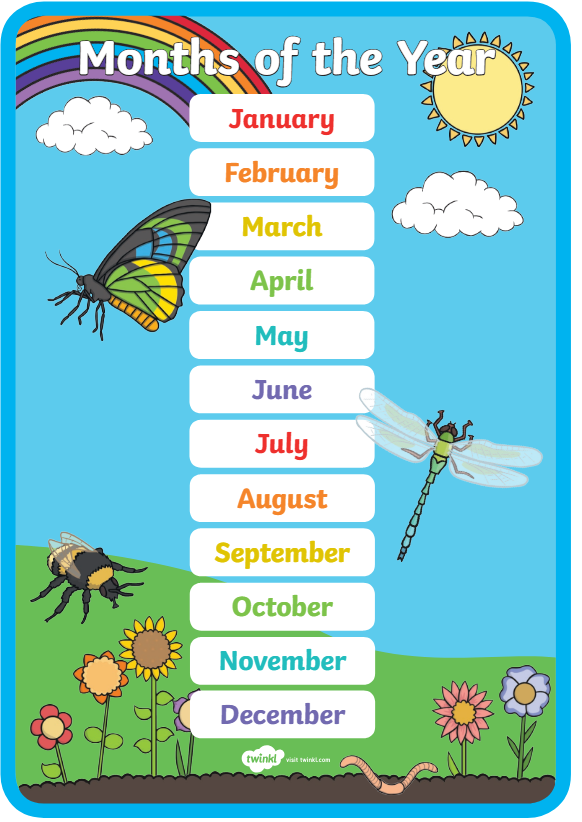 Months of the Year
January
February
March
April
May
June
July
August
September
October
November
December
twinkl visit twinkl.com